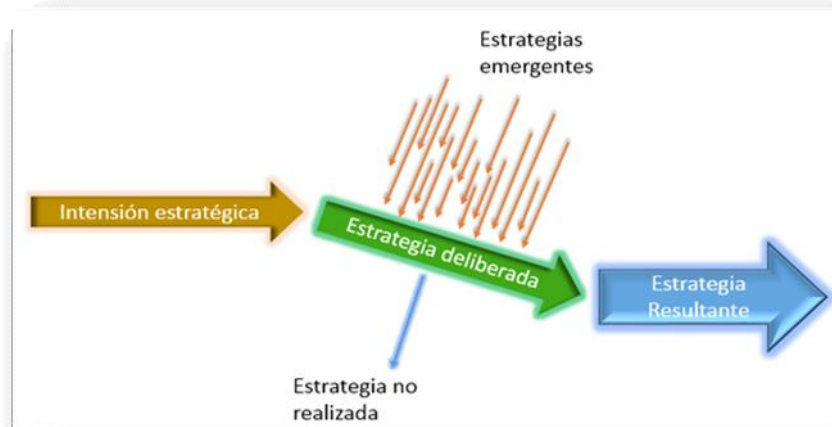 Estrategias
emergentes
Intensión estratégica
Estrategia deliberada
Estrategia
Resultante
Estrategia no
realizada